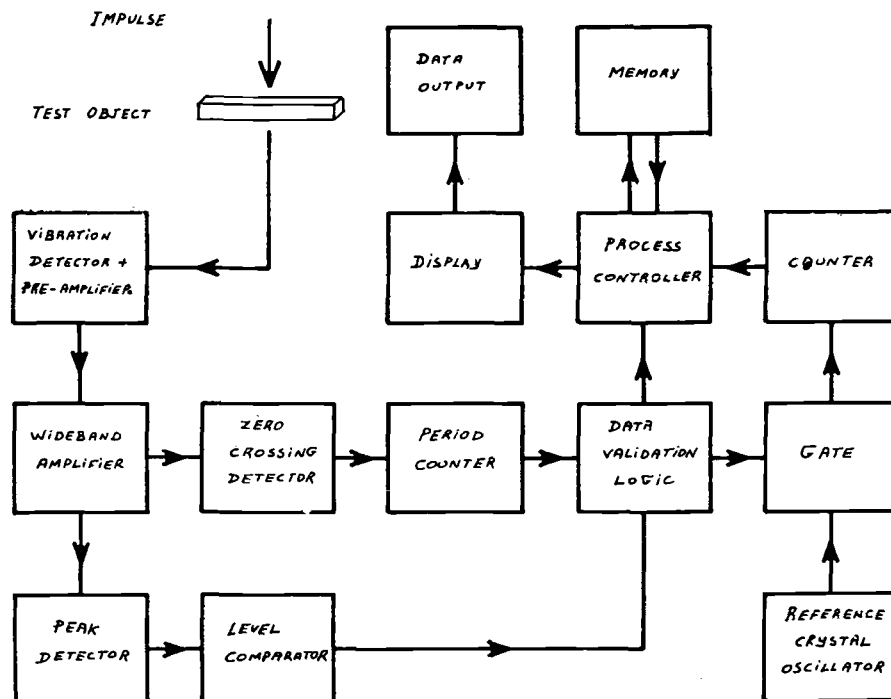 IMPULSE
TEST OBJECT
DATA
OUTPUT
MEMORY
VIBRATION
DETECTOR +
PRE-AMPLIFIER
DISPLAY
PROCESS
CONTROLLER
COUNTER
WIDEBAND
AMPLIFIER
ZERO
CROSSING
DETECTOR
PERIOD
COUNTER
DATA
VALIDATION
LOGIC
GATE
PEAK
DETECTOR
LEVEL
COMPARATOR
REFERENCE
CRYSTAL
OSCILLATOR